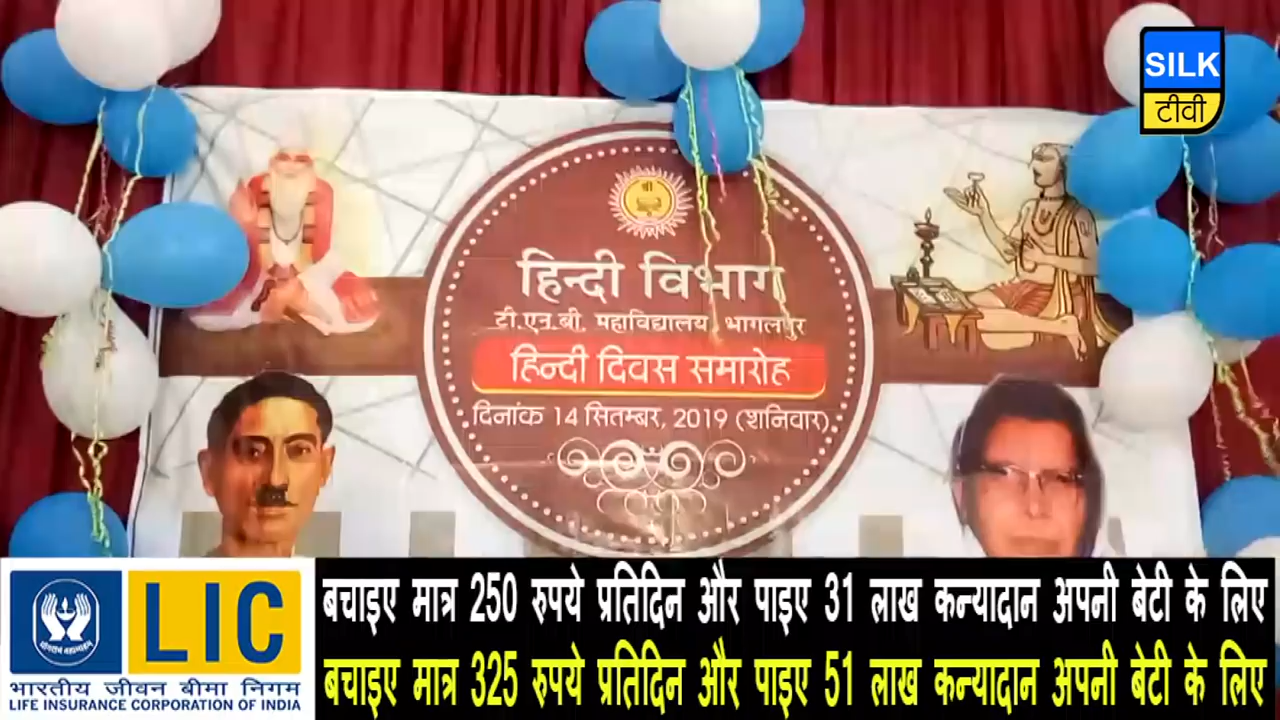 SILK
टीवी
हिन्दी विभाग
टी.एन.बी. महाविद्यालय, भागलपुर
हिन्दी दिवस समारोह
दिनांक 14 सितम्बर, 2019 (शनिवार)
LIC
भारतीय जीवन बीमा निगम
LIFE INSURANCE CORPORATION OF INDIA
बचाइए मात्र 250 रुपये प्रतिदिन और पाइए 31 लाख कन्यादान अपनी बेटी के लिए
बचाइए मात्र 325 रुपये प्रतिदिन और पाइए 51 लाख कन्यादान अपनी बेटी के लिए